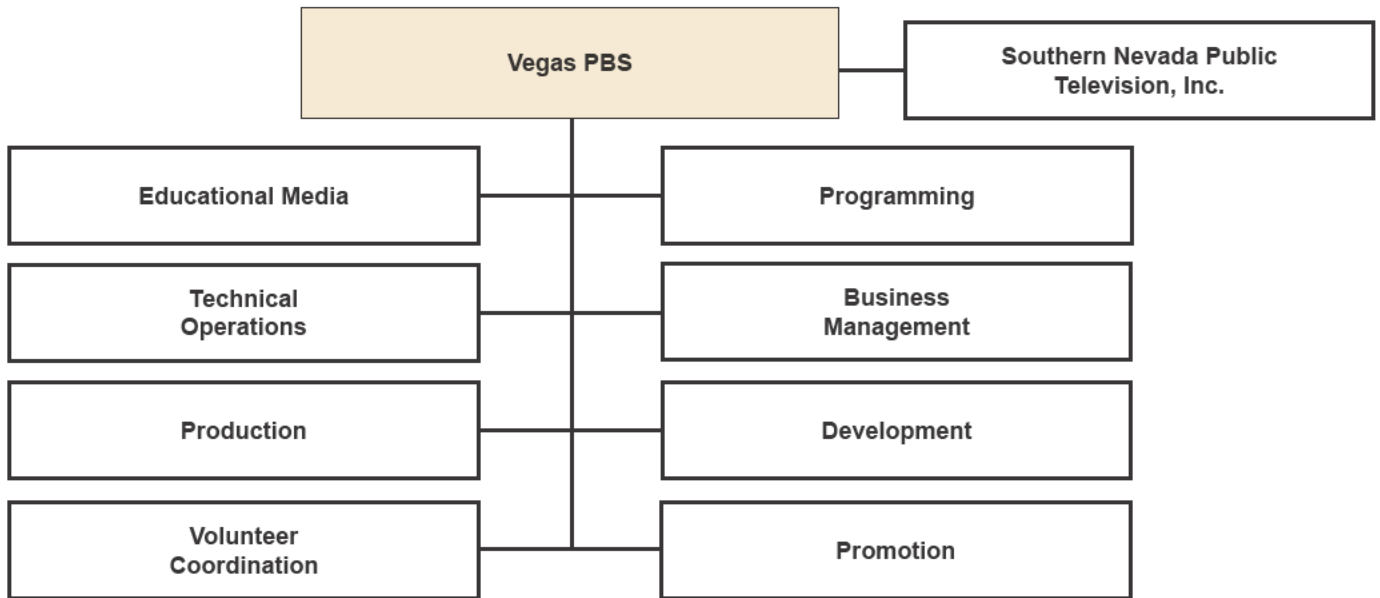 Vegas PBS
Southern Nevada Public
Television, Inc.
Educational Media
Programming
Technical
Operations
Business
Management
Production
Development
Volunteer
Coordination
Promotion